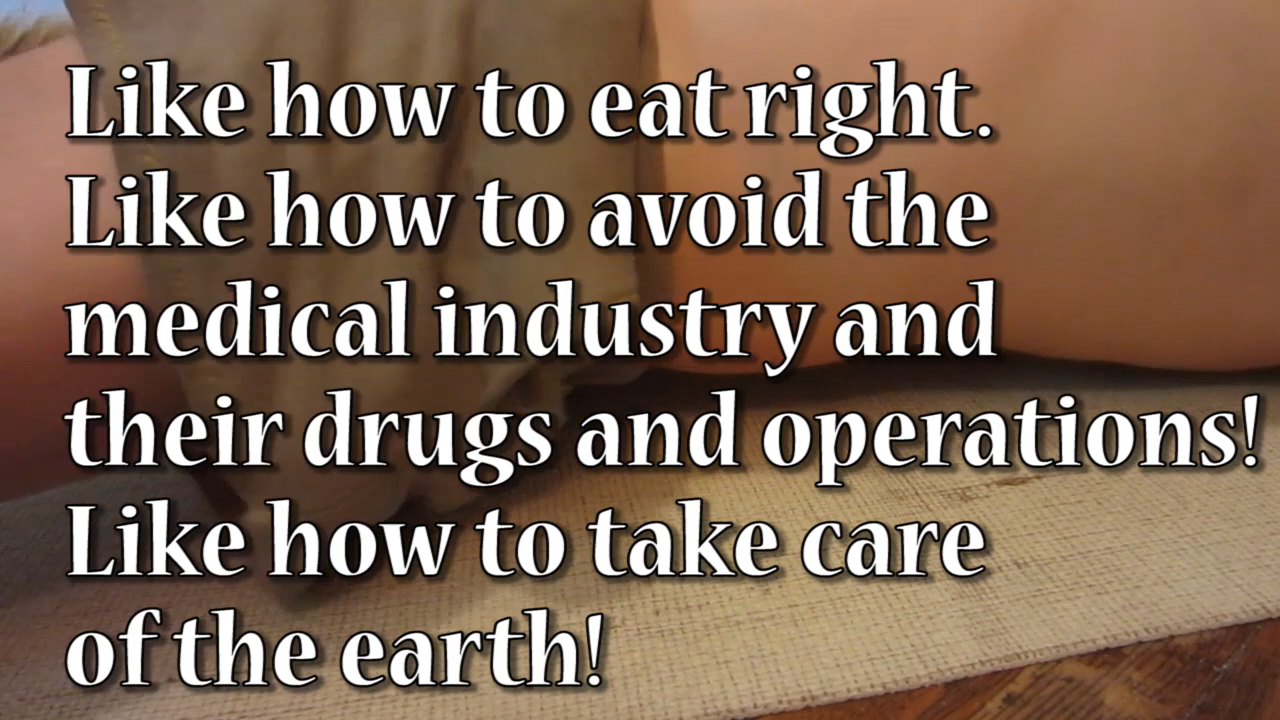 Like how to eat right.
Like how to avoid the
medical industry and
their drugs and operations!
Like how to take care
of the earth!